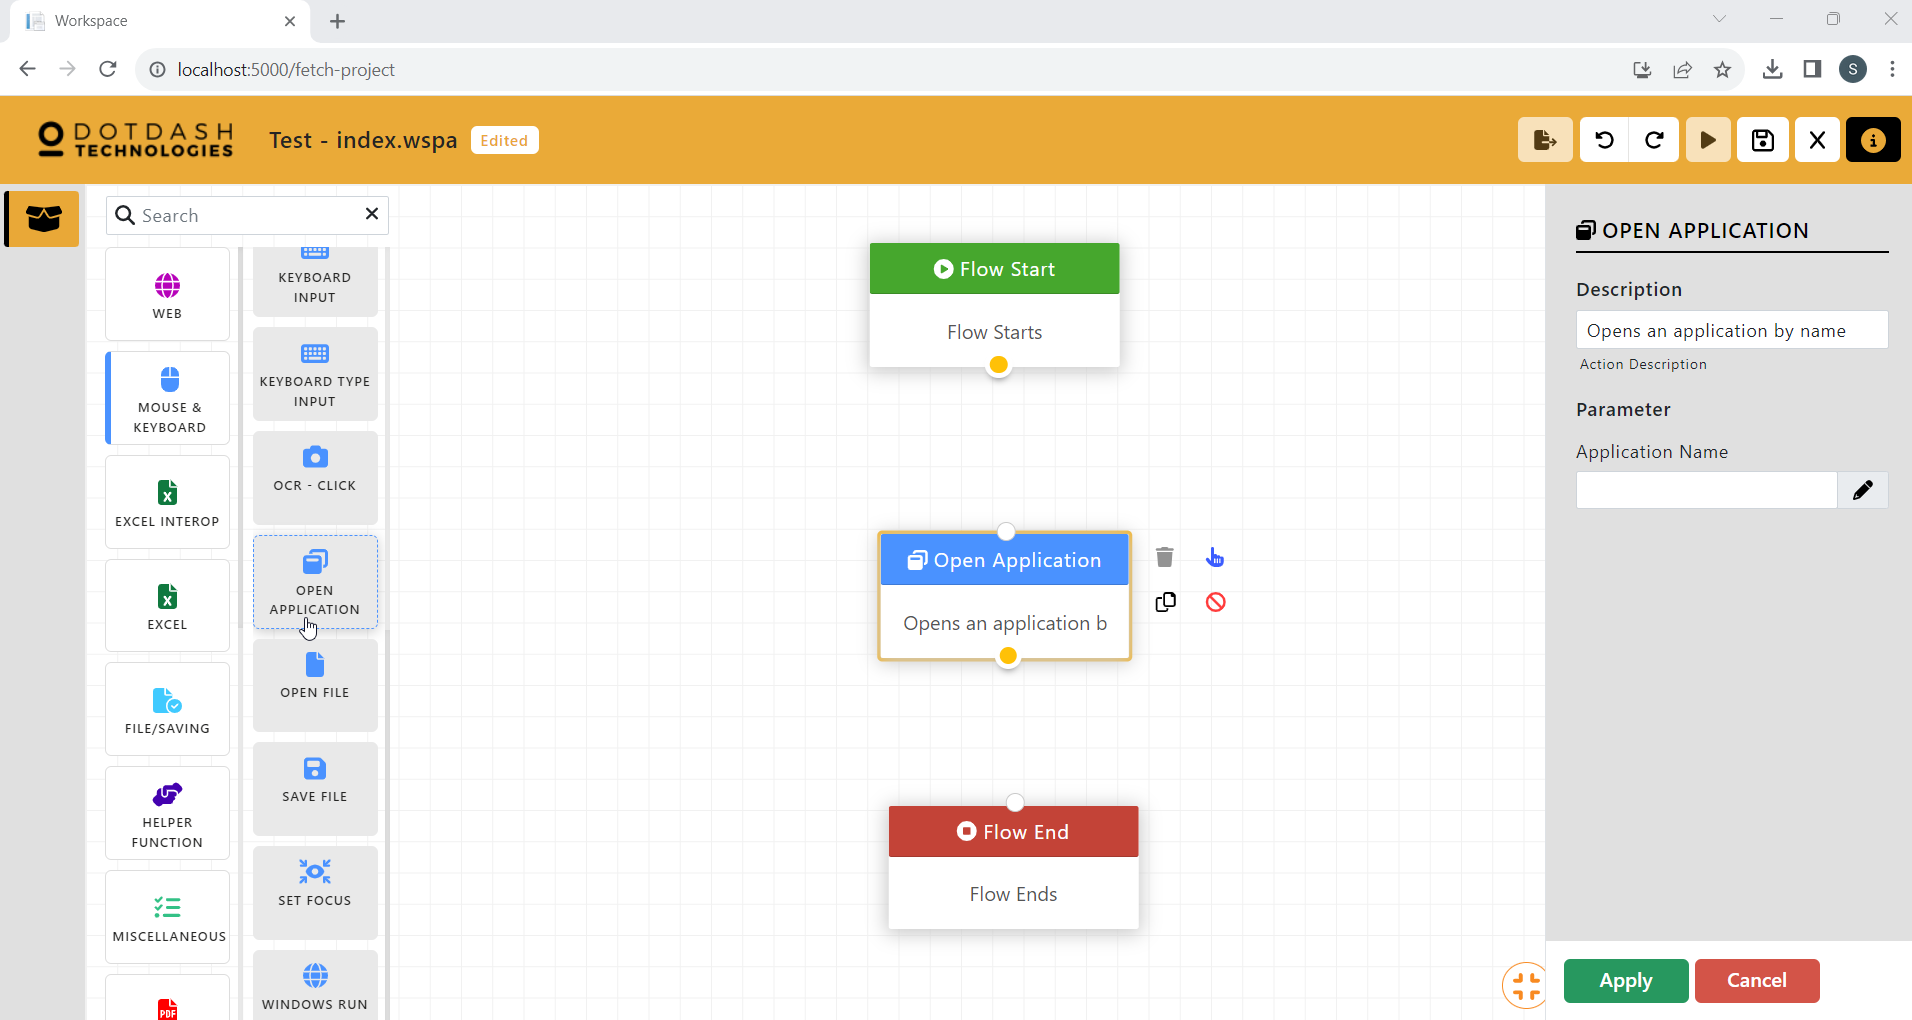 Workspace
localhost:5000/fetch-project
S
DOTDASH
TECHNOLOGIES
Test - index.wspa
Edited
Search
WEB
MOUSE &
KEYBOARD
EXCEL INTEROP
EXCEL
FILE/SAVING
HELPER
FUNCTION
MISCELLANEOUS
PDF
KEYBOARD
INPUT
KEYBOARD TYPE
INPUT
OCR - CLICK
OPEN
APPLICATION
OPEN FILE
SAVE FILE
SET FOCUS
WINDOWS RUN
Flow Start
Flow Starts
Open Application
Opens an application b
Flow End
Flow Ends
OPEN APPLICATION
Description
Opens an application by name
Action Description
Parameter
Application Name
Apply
Cancel